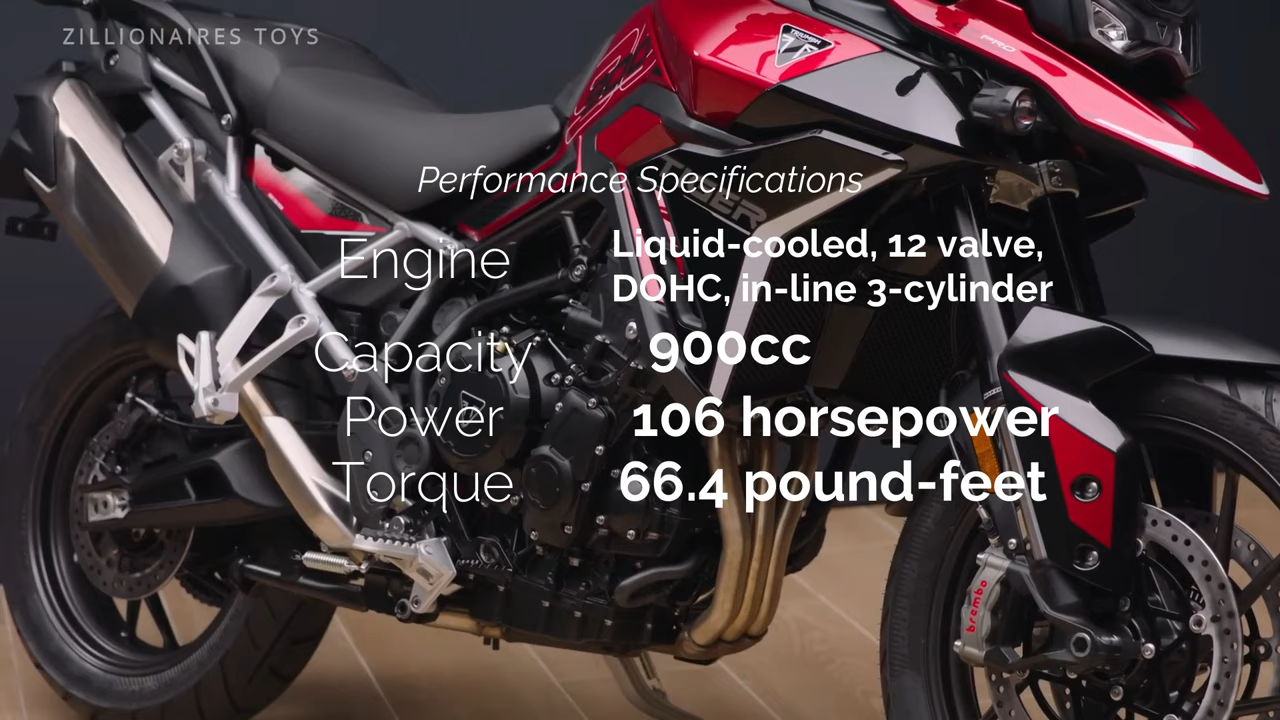 ZILLIONAIRES TOYS
TRIUMPH
PRO
Performance Specifications
TIGER
Engine
Liquid-cooled, 12 valve,
DOHC, in-line 3-cylinder
Capacity
900cc
Power
106 horsepower
Torque
66.4 pound-feet
brembo